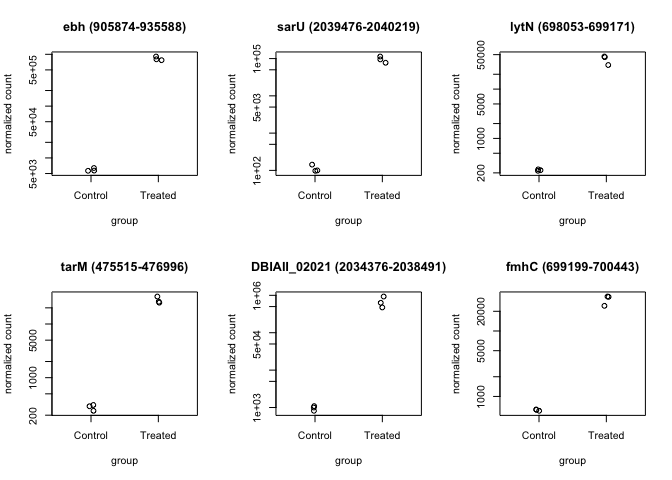 ebh (905874-935588)
normalized count
5e+05
5e+04
5e+03
Control
Treated
group
sarU (2039476-2040219)
normalized count
1e+05
5e+03
1e+02
Control
Treated
group
lytN (698053-699171)
normalized count
50000
5000
1000
200
Control
Treated
group
tarM (475515-476996)
normalized count
5000
1000
200
Control
Treated
group
DBIAII_02021 (2034376-2038491)
normalized count
1e+06
5e+04
1e+03
Control
Treated
group
fmhC (699199-700443)
normalized count
20000
50000
1000
Control
Treated
group